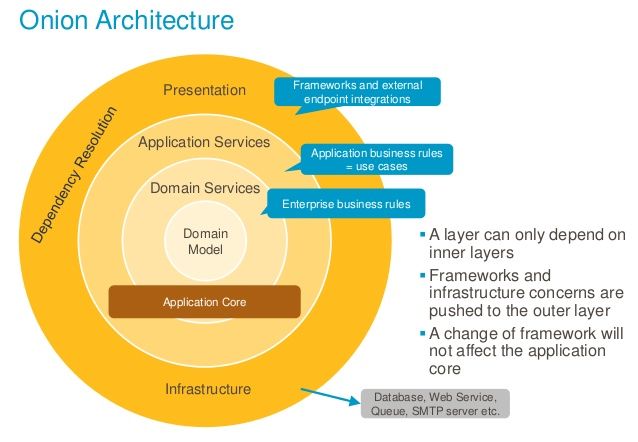 Onion Architecture
Presentation
Frameworks and external
endpoint integrations
Dependency Resolution
Application Services
Application business rules
= use cases
Domain Services
Enterprise business rules
Domain
Model
Application Core
Infrastructure
Database, Web Service,
Queue, SMTP server etc.
▪ A layer can only depend on
inner layers
▪ Frameworks and
infrastructure concerns are
pushed to the outer layer
▪ A change of framework will
not affect the application
core